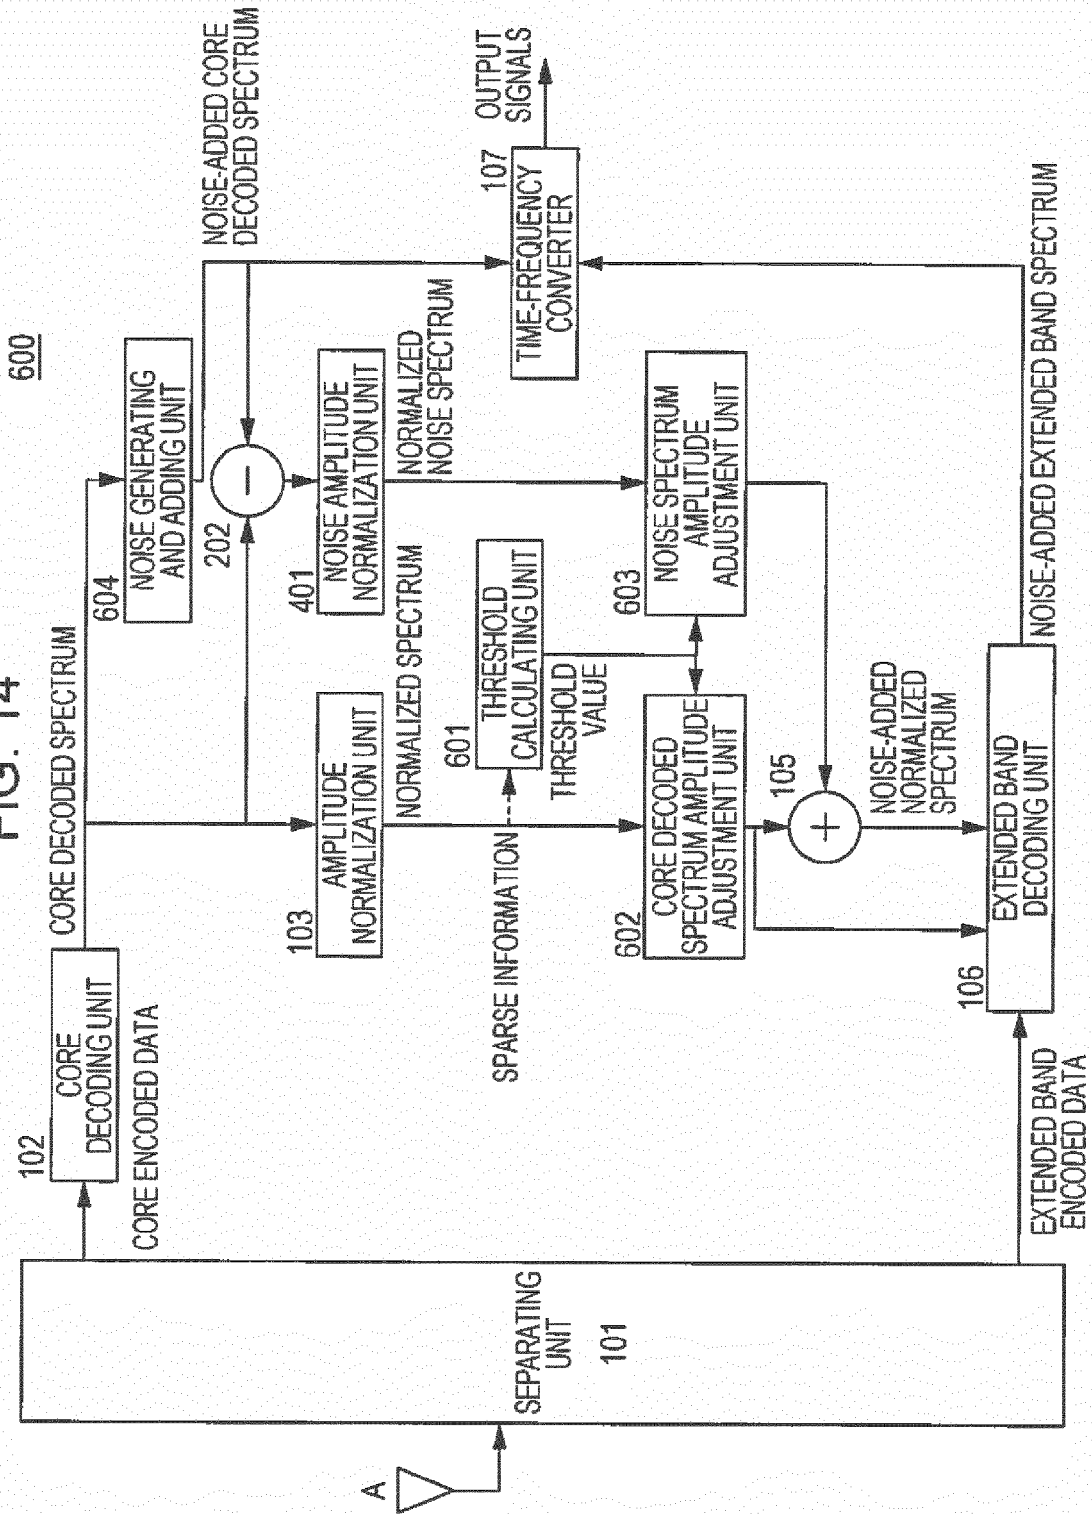 FIG. 14
600
A
SEPARATING
UNIT
101
102
CORE
DECODING UNIT
CORE ENCODED DATA
CORE DECODED SPECTRUM
604
NOISE GENERATING
AND ADDING UNIT
NOISE-ADDED CORE
DECODED SPECTRUM
202
−
103
AMPLITUDE
NORMALIZATION UNIT
NORMALIZED SPECTRUM
401
NOISE AMPLITUDE
NORMALIZATION UNIT
NORMALIZED
NOISE SPECTRUM
107
TIME-FREQUENCY
CONVERTER
OUTPUT
SIGNALS
SPARSE INFORMATION
601
THRESHOLD
CALCULATING UNIT
THRESHOLD
VALUE
602
CORE DECODED
SPECTRUM AMPLITUDE
ADJUSTMENT UNIT
603
NOISE SPECTRUM
AMPLITUDE
ADJUSTMENT UNIT
105
+
NOISE-ADDED
NORMALIZED
SPECTRUM
106
EXTENDED BAND
DECODING UNIT
EXTENDED BAND
ENCODED DATA
NOISE-ADDED EXTENDED BAND SPECTRUM